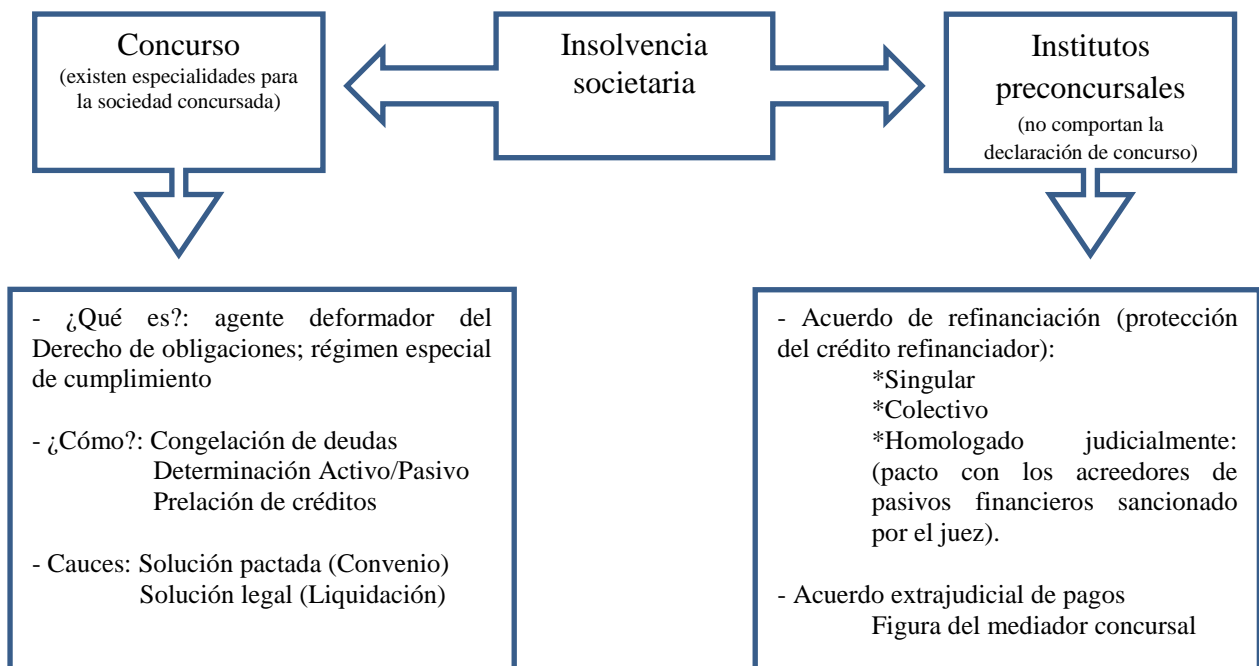 Concurso
(existen especialidades para
la sociedad concursada)
Insolvencia
societaria
Institutos
preconcursales
(no comportan la
declaración de concurso)
- ¿Qué es?: agente deformador del
Derecho de obligaciones; régimen especial
de cumplimiento
- ¿Cómo?: Congelación de deudas
Determinación Activo/Pasivo
Prelación de créditos
- Cauces: Solución pactada (Convenio)
Solución legal (Liquidación)
- Acuerdo de refinanciación (protección
del crédito refinanciador):
*Singular
*Colectivo
*Homologado judicialmente:
(pacto con los acreedores de
pasivos financieros sancionado
por el juez).
- Acuerdo extrajudicial de pagos
Figura del mediador concursal